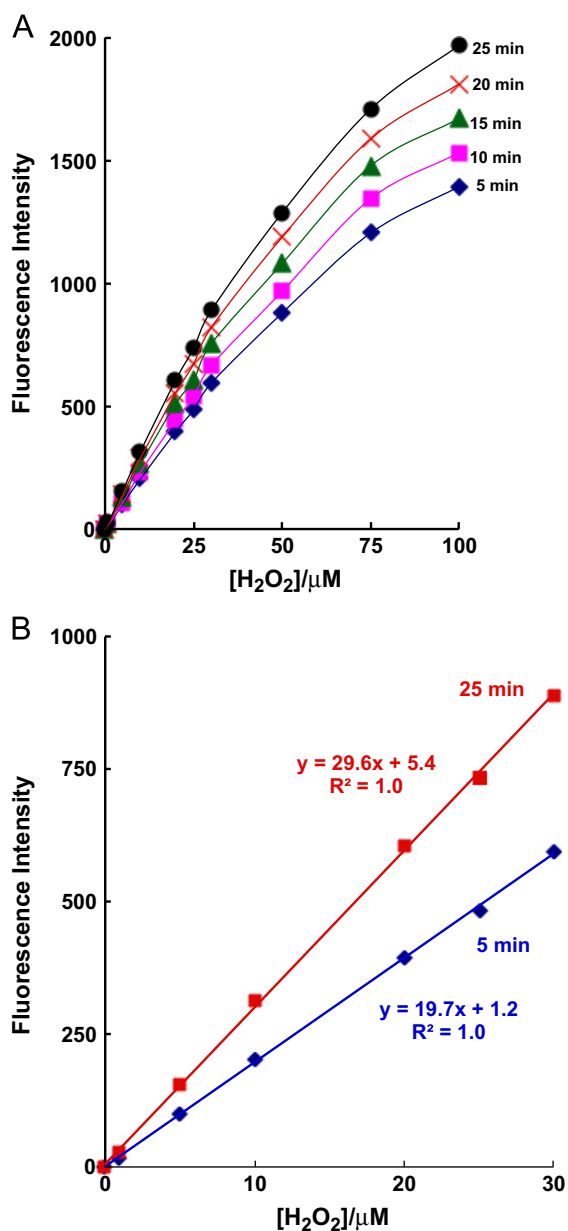 A
2000
1500
1000
500
0
Fluorescence Intensity
25 min
20 min
15 min
10 min
5 min
0
25
50
75
100
[H₂O₂]/μM
B
1000
750
500
250
0
Fluorescence Intensity
25 min
y = 29.6x + 5.4
R² = 1.0
5 min
y = 19.7x + 1.2
R² = 1.0
0
10
20
30
[H₂O₂]/μM